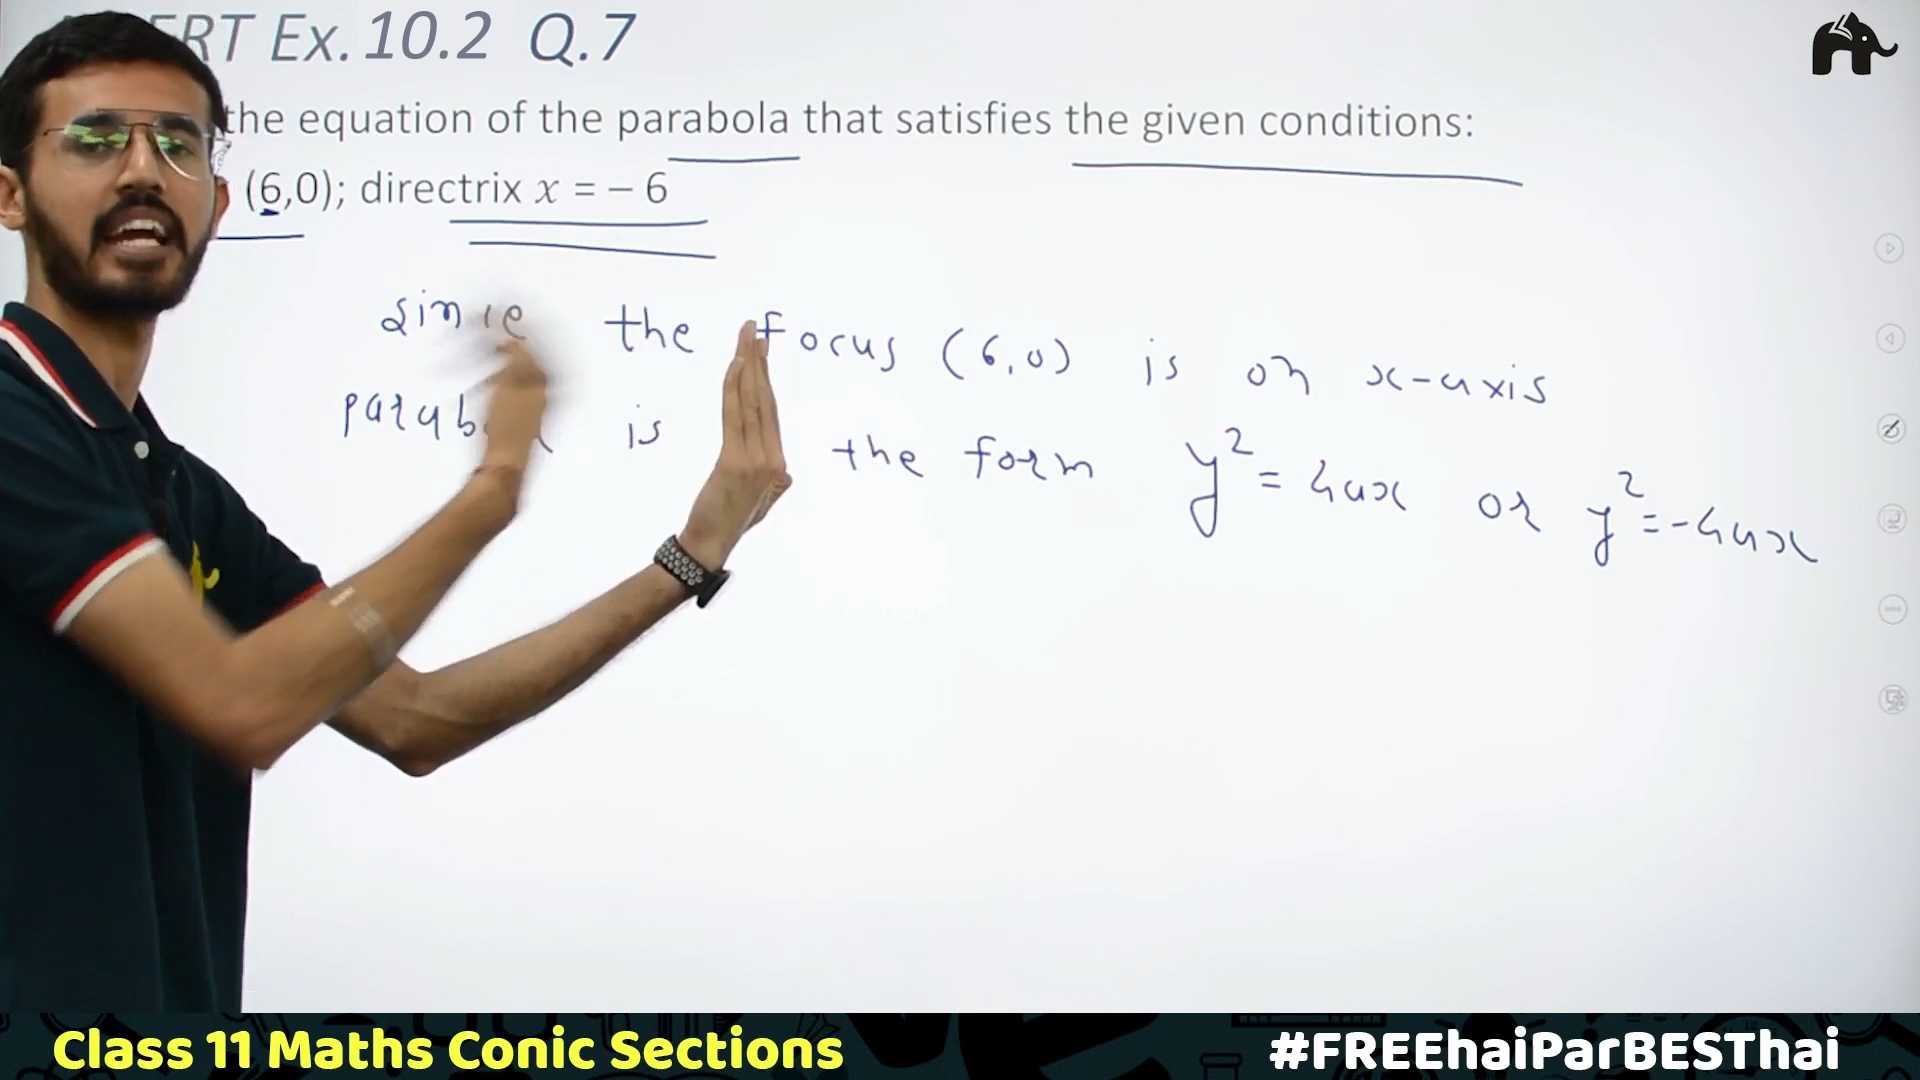 RT Ex. 10.2 Q.7
the equation of the parabola that satisfies the given conditions:
(6,0); directrix x = – 6
since the focus (6,0) is on x-axis
is the form y² = 4ax or y² = -4ax
Class 11 Maths Conic Sections
#FREEhaiParBESThai